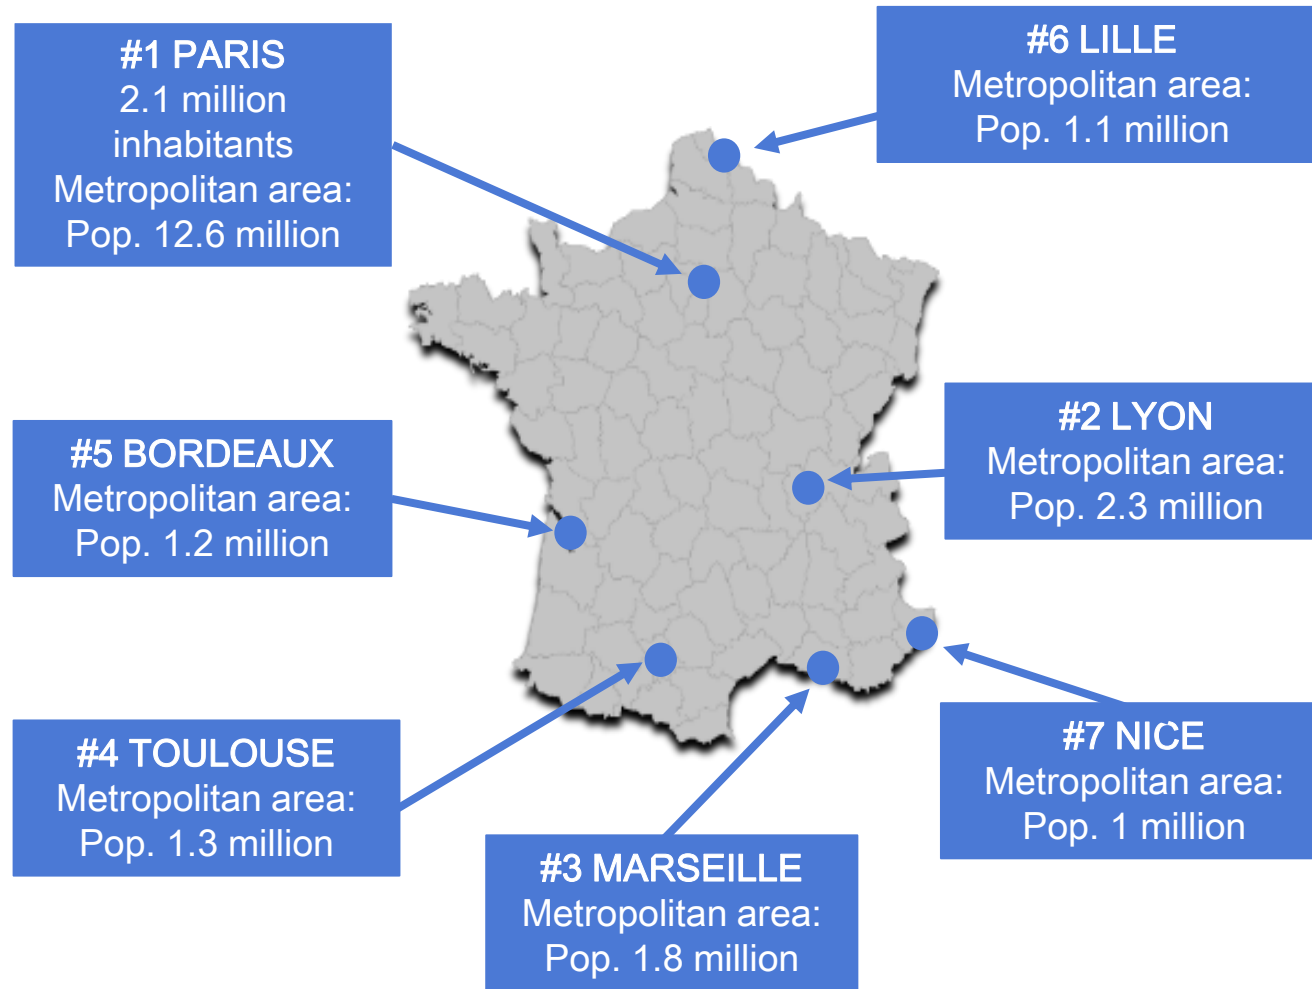 #1 PARIS
2.1 million
inhabitants
Metropolitan area:
Pop. 12.6 million
#6 LILLE
Metropolitan area:
Pop. 1.1 million
#2 LYON
Metropolitan area:
Pop. 2.3 million
#5 BORDEAUX
Metropolitan area:
Pop. 1.2 million
#4 TOULOUSE
Metropolitan area:
Pop. 1.3 million
#7 NICE
Metropolitan area:
Pop. 1 million
#3 MARSEILLE
Metropolitan area:
Pop. 1.8 million